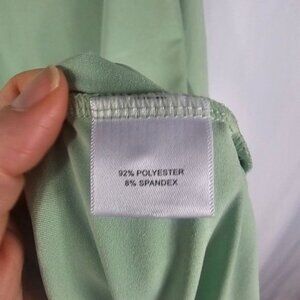 92% POLYESTER
8% SPANDEX